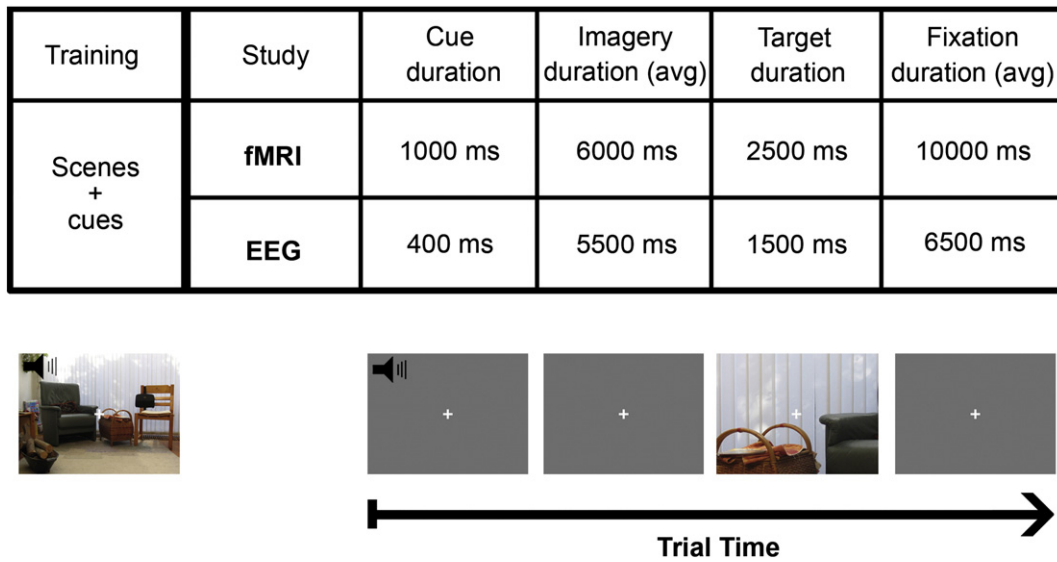 Training
Study
Cue
duration
Imagery
duration (avg)
Target
duration
Fixation
duration (avg)
Scenes
+
cues
fMRI
1000 ms
6000 ms
2500 ms
10000 ms
EEG
400 ms
5500 ms
1500 ms
6500 ms
Trial Time